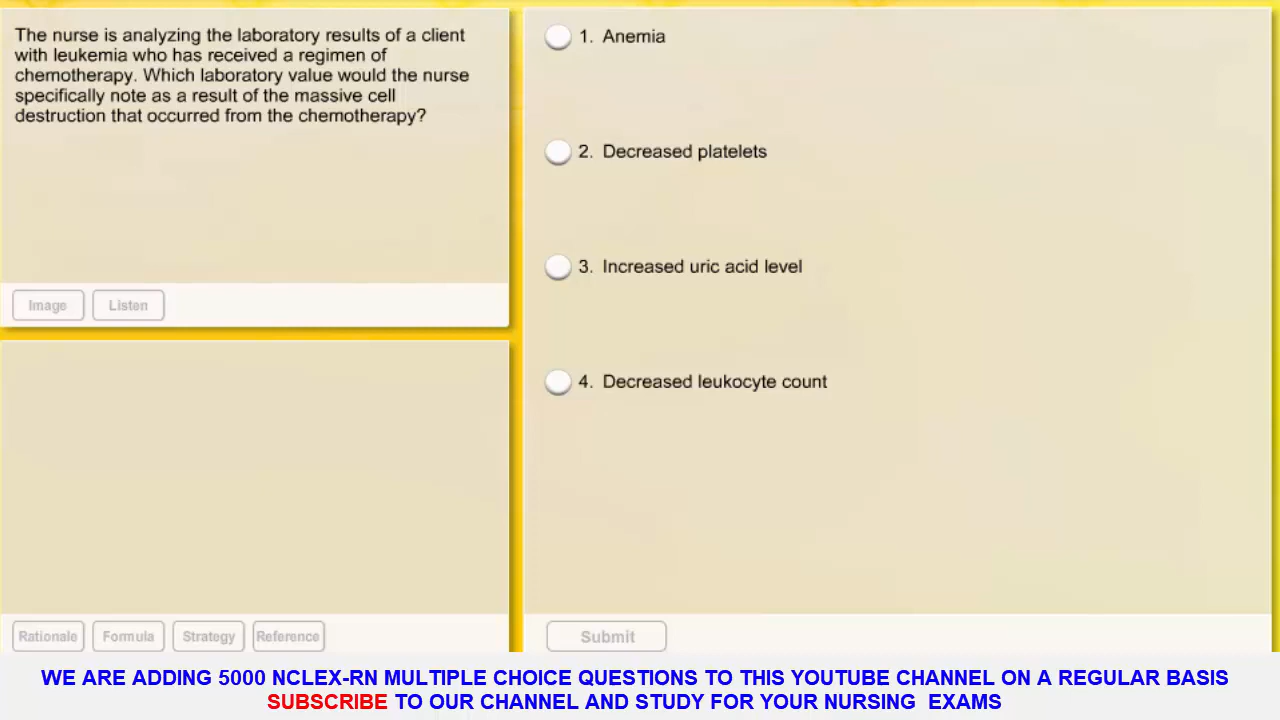 The nurse is analyzing the laboratory results of a client
with leukemia who has received a regimen of
chemotherapy. Which laboratory value would the nurse
specifically note as a result of the massive cell
destruction that occurred from the chemotherapy?
Image Listen
1. Anemia
2. Decreased platelets
3. Increased uric acid level
4. Decreased leukocyte count
Rationale Formula Strategy Reference
Submit
WE ARE ADDING 5000 NCLEX-RN MULTIPLE CHOICE QUESTIONS TO THIS YOUTUBE CHANNEL ON A REGULAR BASIS
SUBSCRIBE TO OUR CHANNEL AND STUDY FOR YOUR NURSING EXAMS